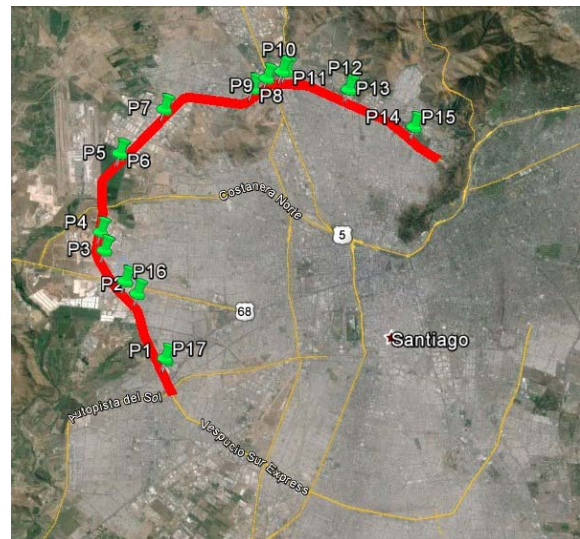 P10
P9
P11
P12
P8
P13
P7
P14
P15
P5
P6
Costanera Norte
P4
5
P3
P16
P2
68
Santiago
P1
P17
Autopista del Sol
Vespucio Sur Express